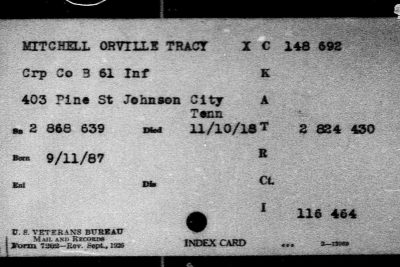 MITCHELL ORVILLE TRACY X C 148 692
Crp Co B 61 Inf K
403 Pine St Johnson City A
Tenn
Sn 2 868 639 Died 11/10/18 T 2 824 430
Born 9/11/87 R
Enl Dis Ct.
I 116 464
U. S. VETERANS BUREAU
MAIL AND RECORDS
Form 7202—Rev. Sept., 1926 INDEX CARD